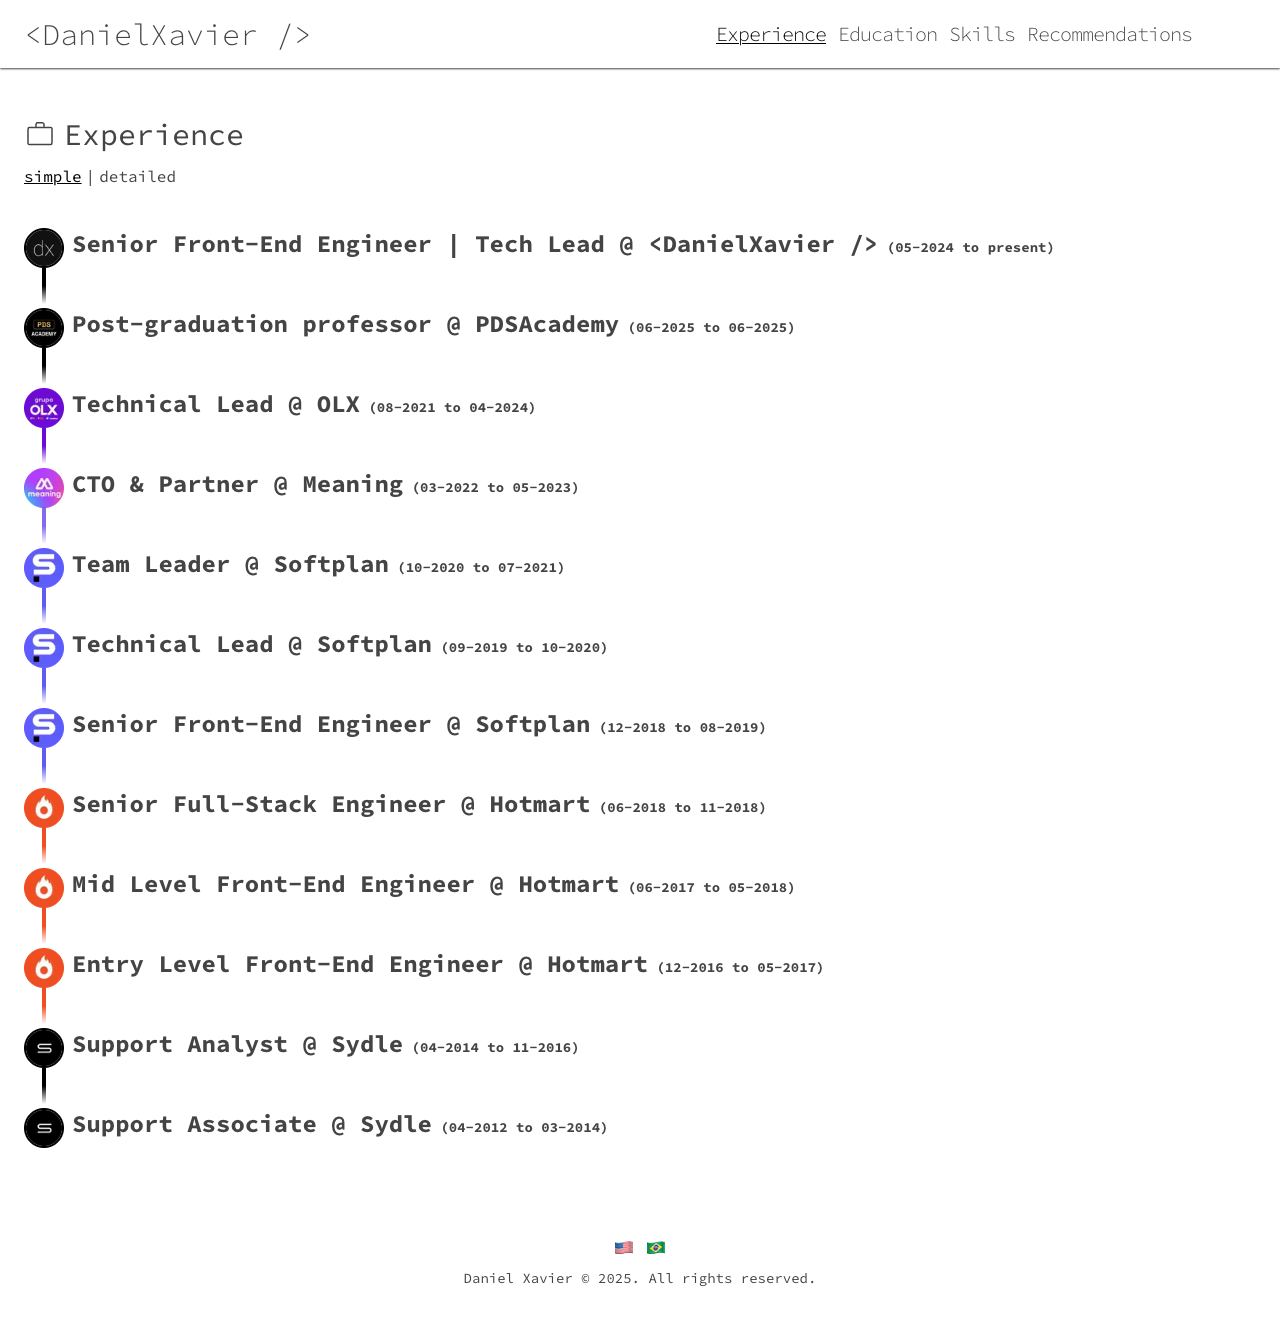 <DanielXavier />
Experience Education Skills Recommendations
Experience
simple | detailed
dx Senior Front-End Engineer | Tech Lead @ <DanielXavier /> (05-2024 to present)
PDS ACADEMY Post-graduation professor @ PDSAcademy (06-2025 to 06-2025)
grupo OLX Technical Lead @ OLX (08-2021 to 04-2024)
meaning CTO & Partner @ Meaning (03-2022 to 05-2023)
Team Leader @ Softplan (10-2020 to 07-2021)
Technical Lead @ Softplan (09-2019 to 10-2020)
Senior Front-End Engineer @ Softplan (12-2018 to 08-2019)
Senior Full-Stack Engineer @ Hotmart (06-2018 to 11-2018)
Mid Level Front-End Engineer @ Hotmart (06-2017 to 05-2018)
Entry Level Front-End Engineer @ Hotmart (12-2016 to 05-2017)
Support Analyst @ Sydle (04-2014 to 11-2016)
Support Associate @ Sydle (04-2012 to 03-2014)
Daniel Xavier © 2025. All rights reserved.